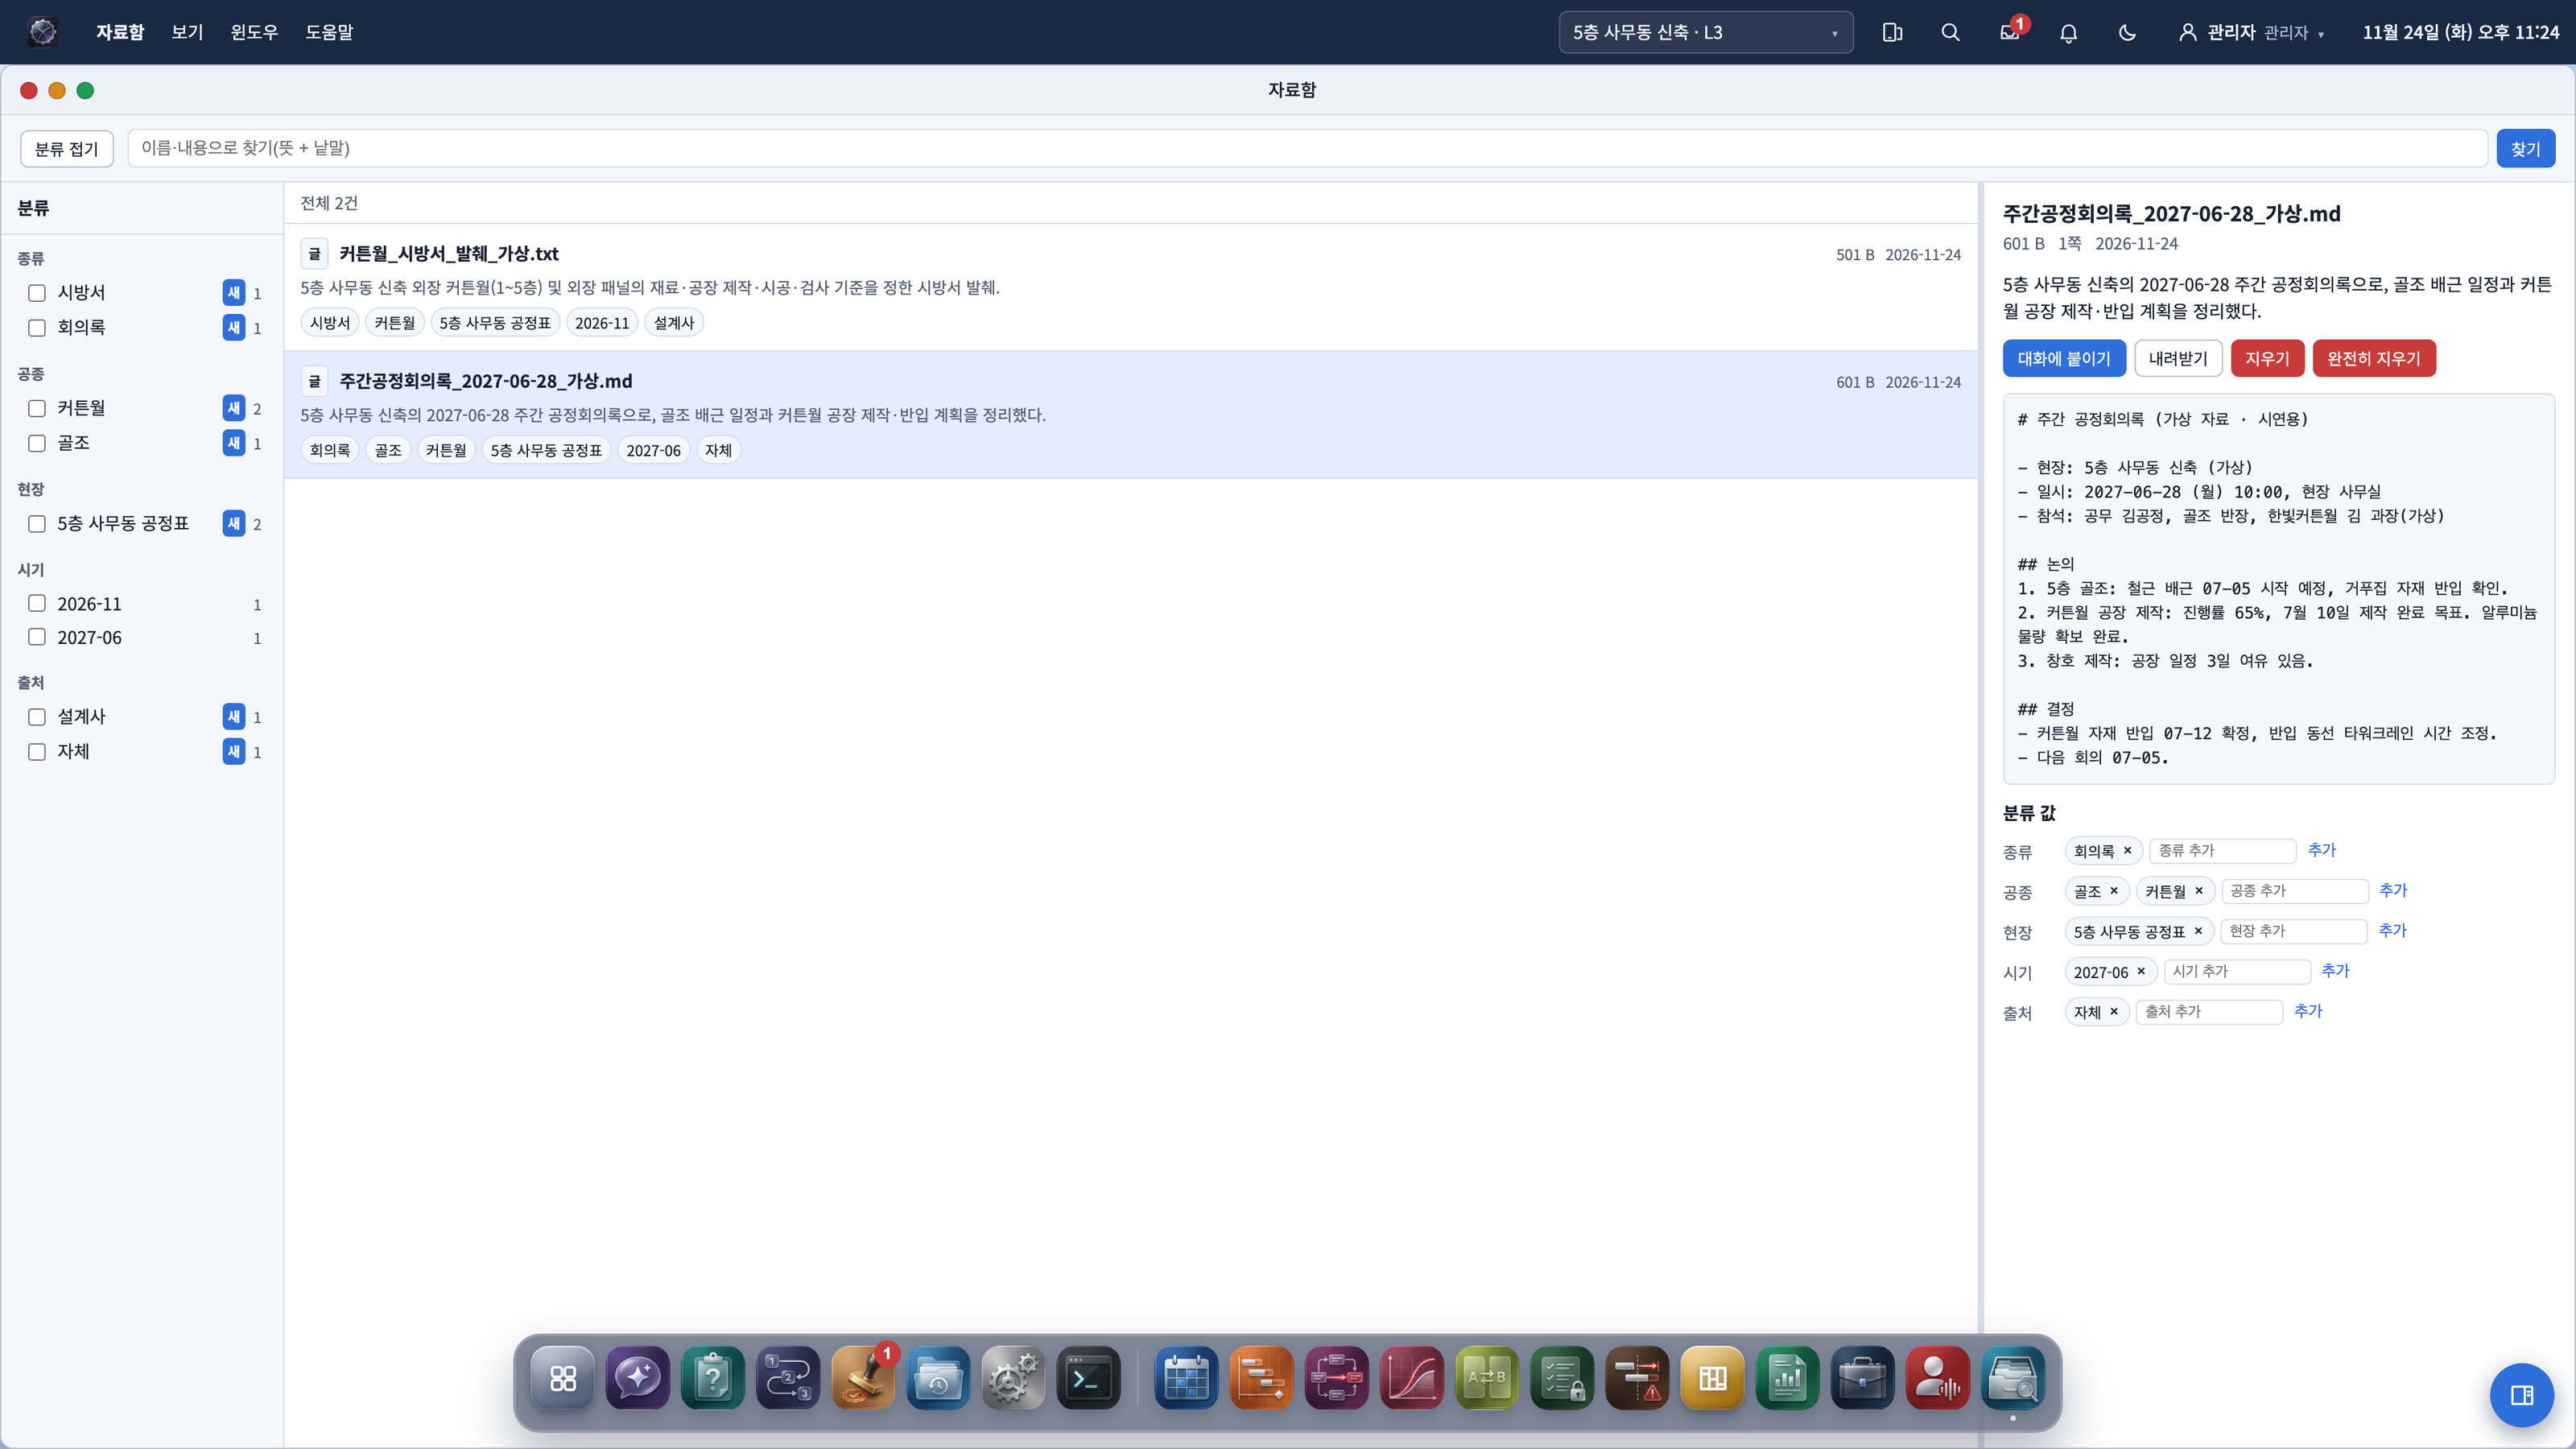 자료함 보기 윈도우 도움말 5층 사무동 신축 · L3 1 관리자 관리자 11월 24일 (화) 오후 11:24
자료함
분류 접기 이름·내용으로 찾기(뜻 + 낱말) 찾기
분류
종류
시방서 새 1
회의록 새 1
공종
커튼월 새 2
골조 새 1
현장
5층 사무동 공정표 새 2
시기
2026-11 1
2027-06 1
출처
설계사 새 1
자체 새 1
전체 2건
글 커튼월_시방서_발췌_가상.txt 501 B 2026-11-24
5층 사무동 신축 외장 커튼월(1~5층) 및 외장 패널의 재료·공장 제작·시공·검사 기준을 정한 시방서 발췌.
시방서 커튼월 5층 사무동 공정표 2026-11 설계사
글 주간공정회의록_2027-06-28_가상.md 601 B 2026-11-24
5층 사무동 신축의 2027-06-28 주간 공정회의록으로, 골조 배근 일정과 커튼월 공장 제작·반입 계획을 정리했다.
회의록 골조 커튼월 5층 사무동 공정표 2027-06 자체
주간공정회의록_2027-06-28_가상.md
601 B 1쪽 2026-11-24
5층 사무동 신축의 2027-06-28 주간 공정회의록으로, 골조 배근 일정과 커튼
월 공장 제작·반입 계획을 정리했다.
대화에 붙이기 내려받기 지우기 완전히 지우기
# 주간 공정회의록 (가상 자료 · 시연용)
- 현장: 5층 사무동 신축 (가상)
- 일시: 2027-06-28 (월) 10:00, 현장 사무실
- 참석: 공무 김공정, 골조 반장, 한빛커튼월 김 과장(가상)
## 논의
1. 5층 골조: 철근 배근 07-05 시작 예정, 거푸집 자재 반입 확인.
2. 커튼월 공장 제작: 진행률 65%, 7월 10일 제작 완료 목표. 알루미늄
물량 확보 완료.
3. 창호 제작: 공장 일정 3일 여유 있음.
## 결정
- 커튼월 자재 반입 07-12 확정, 반입 동선 타워크레인 시간 조정.
- 다음 회의 07-05.
분류 값
종류 회의록 × 종류 추가 추가
공종 골조 × 커튼월 × 공종 추가 추가
현장 5층 사무동 공정표 × 현장 추가 추가
시기 2027-06 × 시기 추가 추가
출처 자체 × 출처 추가 추가
1 2 3 1 A⇄B